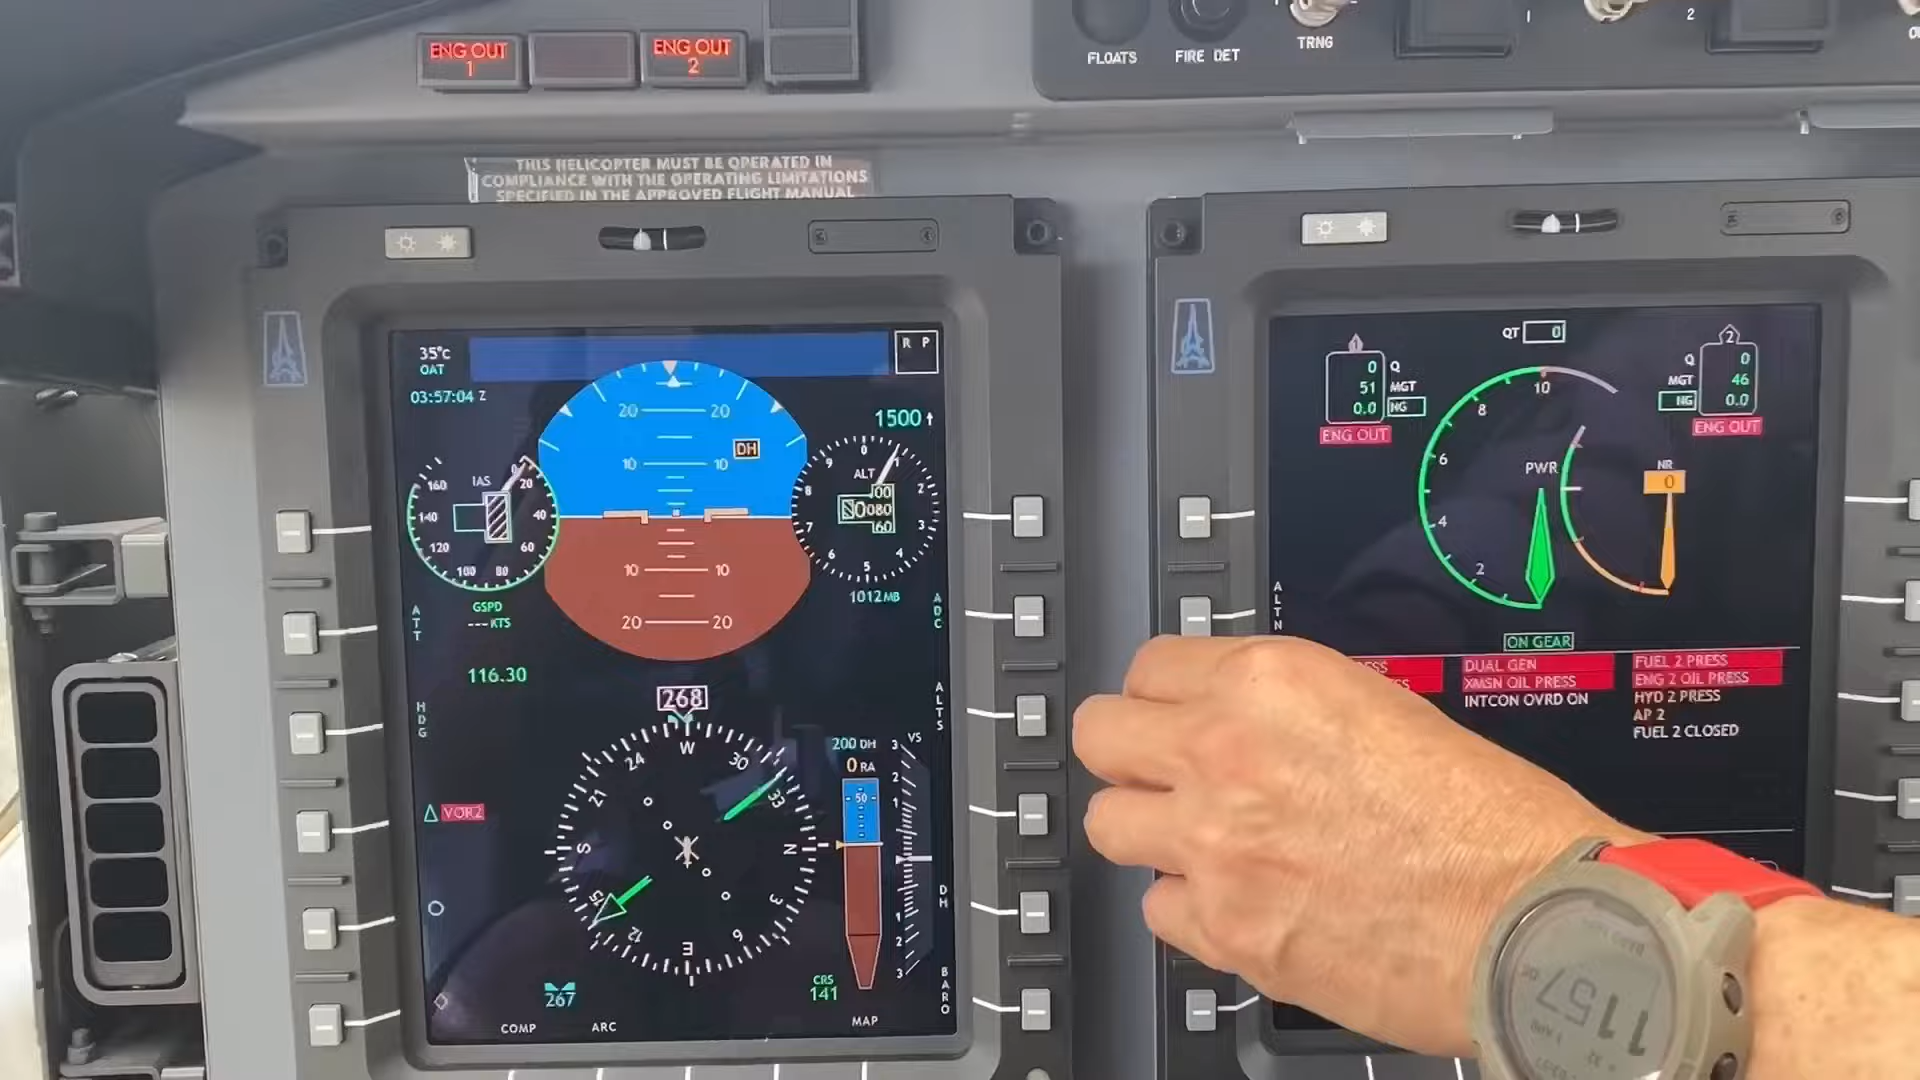 ENG OUT
1
ENG OUT
2
FLOATS
FIRE DET
TRNG
1
2
THIS HELICOPTER MUST BE OPERATED IN
COMPLIANCE WITH THE OPERATING LIMITATIONS
SPECIFIED IN THE APPROVED FLIGHT MANUAL
35°C
OAT
R P
03:57:04 Z
1500
20 20
DH
10 10
10 10
20 20
IAS
0
20
40
60
80
100
120
140
160
GSPD
--- KTS
ALT
0
1
2
3
4
5
6
7
8
9
00
0080
60
1012 MB
ATT
HDG
ADC
ALTS
DH
BARO
116.30
268
W
30
33
N
3
6
E
12
15
S
21
24
VOR2
200 DH
0 RA
50
VS
3
2
1
1
2
3
267
CRS
141
COMP
ARC
MAP
QT 0
1
0 Q
51 MGT
0.0 NG
ENG OUT
2
Q 0
MGT 46
NG 0.0
ENG OUT
10
8
6
4
2
PWR
NR
0
ALTN
ON GEAR
DUAL GEN
XMSN OIL PRESS
INTCON OVRD ON
FUEL 2 PRESS
ENG 2 OIL PRESS
HYD 2 PRESS
AP 2
FUEL 2 CLOSED
1157